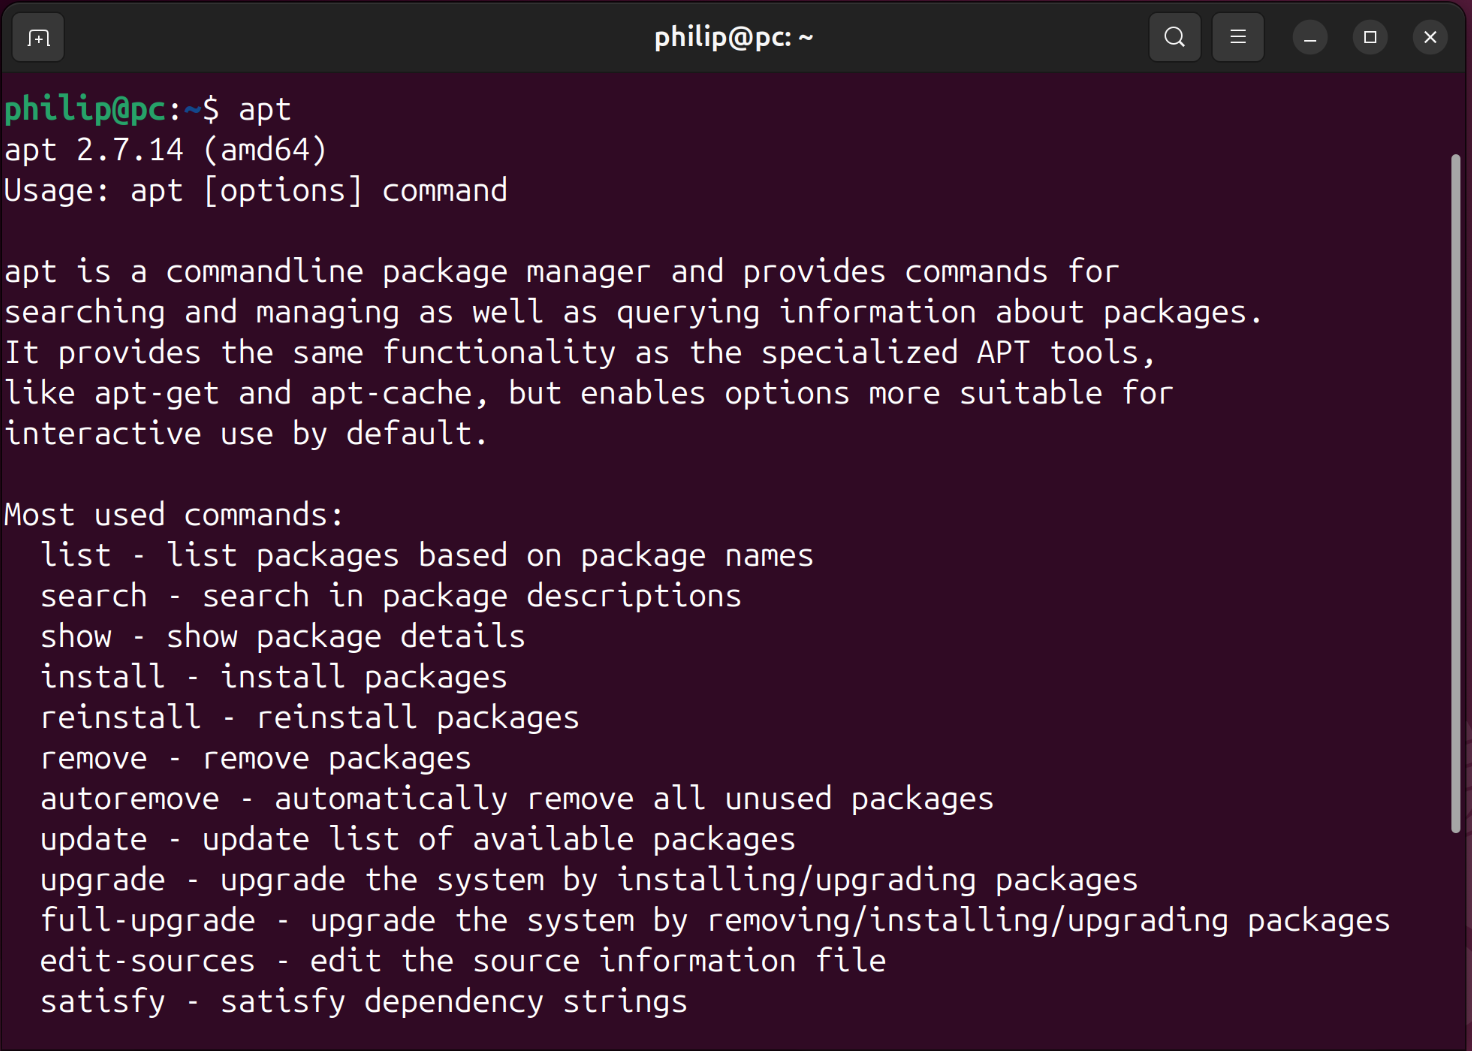 philip@pc: ~
philip@pc:~$ apt
apt 2.7.14 (amd64)
Usage: apt [options] command
apt is a commandline package manager and provides commands for
searching and managing as well as querying information about packages.
It provides the same functionality as the specialized APT tools,
like apt-get and apt-cache, but enables options more suitable for
interactive use by default.
Most used commands:
  list - list packages based on package names
  search - search in package descriptions
  show - show package details
  install - install packages
  reinstall - reinstall packages
  remove - remove packages
  autoremove - automatically remove all unused packages
  update - update list of available packages
  upgrade - upgrade the system by installing/upgrading packages
  full-upgrade - upgrade the system by removing/installing/upgrading packages
  edit-sources - edit the source information file
  satisfy - satisfy dependency strings